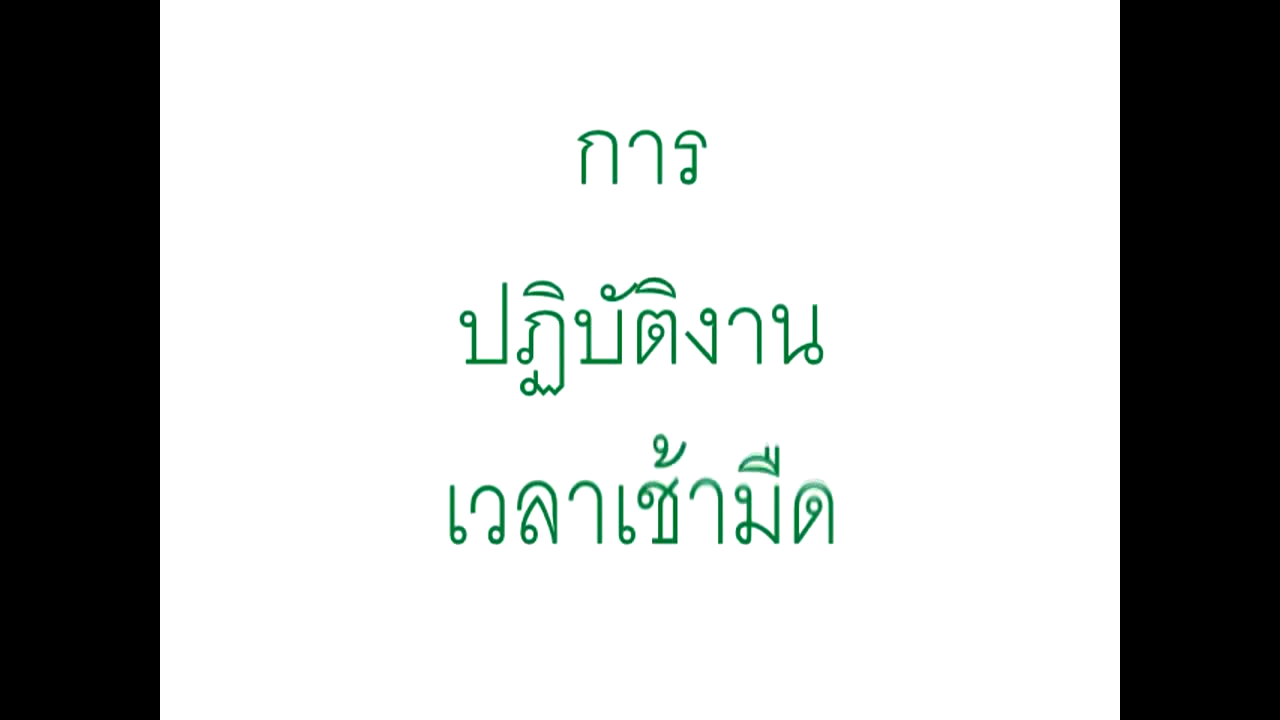 การ
ปฏิบัติงาน
เวลาเช้ามืด